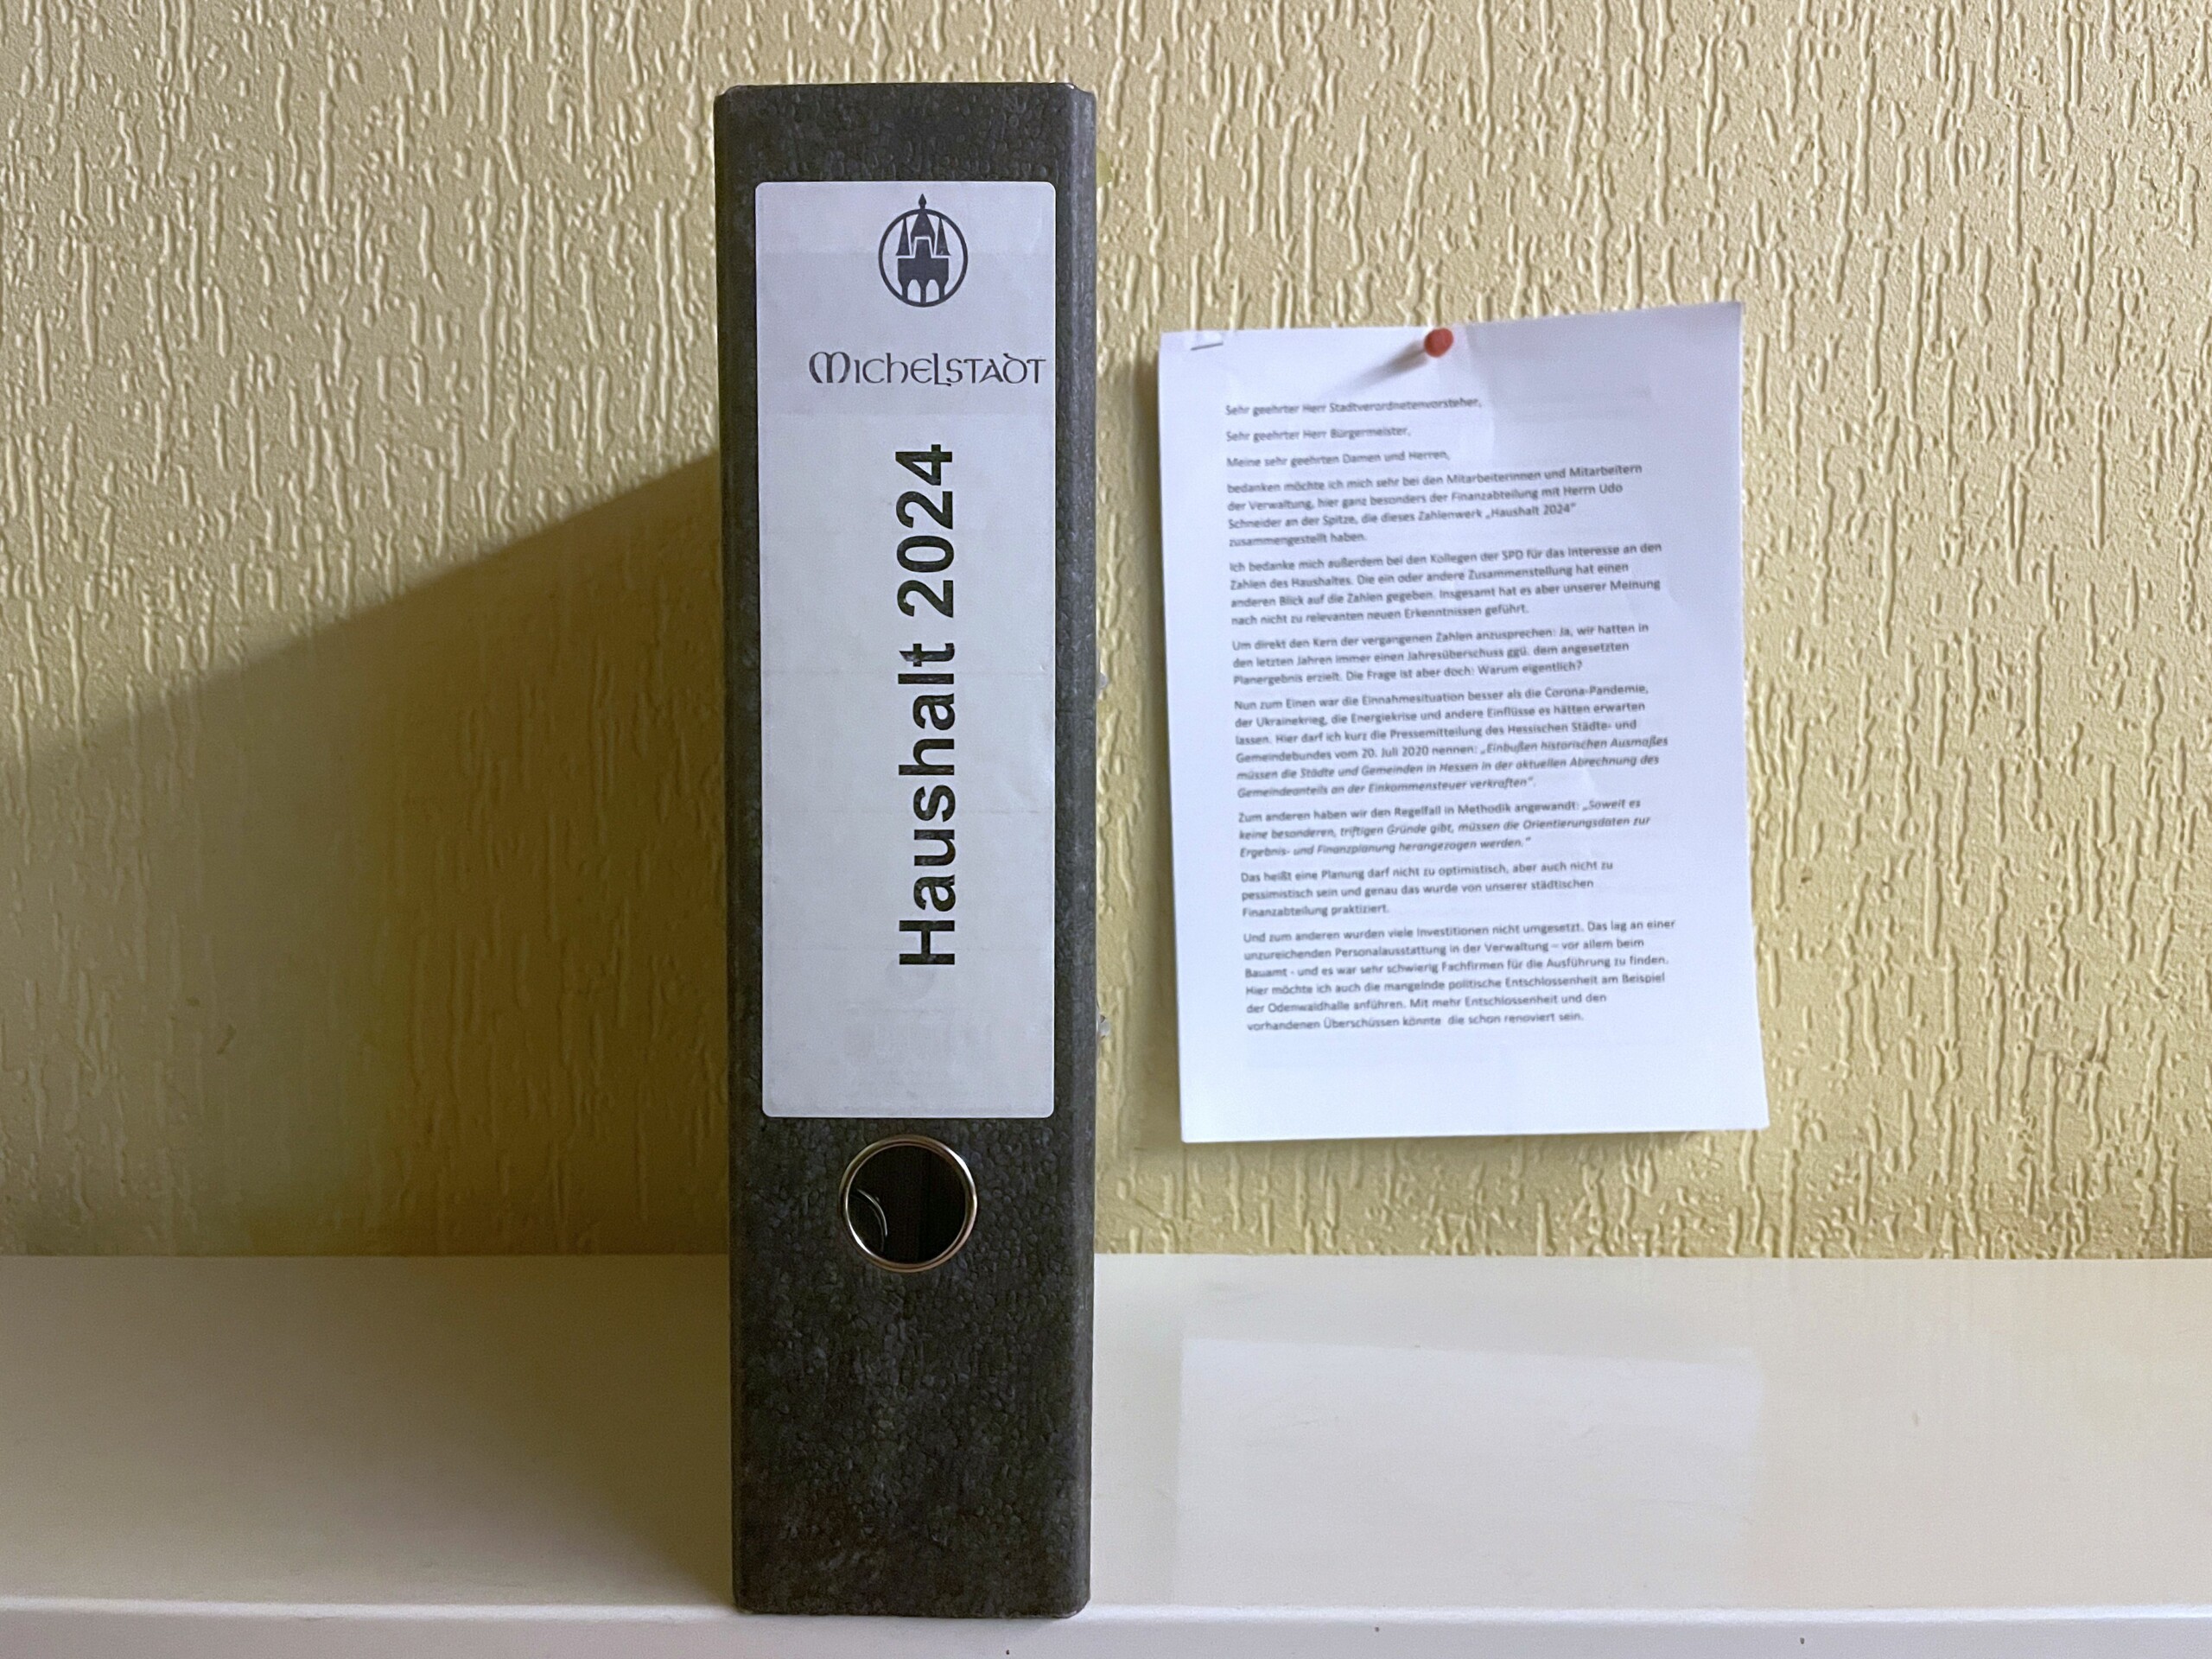 Michelstadt
Haushalt 2024
Sehr geehrter Herr Stadtverordnetenvorsteher,
Sehr geehrter Herr Bürgermeister,
Meine sehr geehrten Damen und Herren,
bedanken möchte ich mich sehr bei den Mitarbeiterinnen und Mitarbeitern
der Verwaltung, hier ganz besonders der Finanzabteilung mit Herrn Udo
Schneider an der Spitze, die dieses Zahlenwerk „Haushalt 2024“
zusammengestellt haben.
Ich bedanke mich außerdem bei den Kollegen der SPD für das Interesse an den
Zahlen des Haushaltes. Die ein oder andere Zusammenstellung hat einen
anderen Blick auf die Zahlen gegeben. Insgesamt hat es aber unserer Meinung
nach nicht zu relevanten neuen Erkenntnissen geführt.
Um direkt den Kern der vergangenen Zahlen anzusprechen: Ja, wir hatten in
den letzten Jahren immer einen Jahresüberschuss ggü. dem angesetzten
Planergebnis erzielt. Die Frage ist aber doch: Warum eigentlich?
Nun zum Einen war die Einnahmesituation besser als die Corona-Pandemie,
der Ukrainekrieg, die Energiekrise und andere Einflüsse es hätten erwarten
lassen. Hier darf ich kurz die Pressemitteilung des Hessischen Städte- und
Gemeindebundes vom 20. Juli 2020 nennen: „Einbußen historischen Ausmaßes
müssen die Städte und Gemeinden in Hessen in der aktuellen Abrechnung des
Gemeindeanteils an der Einkommensteuer verkraften“.
Zum anderen haben wir den Regelfall in Methodik angewandt: „Soweit es
keine besonderen, triftigen Gründe gibt, müssen die Orientierungsdaten zur
Ergebnis- und Finanzplanung herangezogen werden.“
Das heißt eine Planung darf nicht zu optimistisch, aber auch nicht zu
pessimistisch sein und genau das wurde von unserer städtischen
Finanzabteilung praktiziert.
Und zum anderen wurden viele Investitionen nicht umgesetzt. Das lag an einer
unzureichenden Personalausstattung in der Verwaltung – vor allem beim
Bauamt - und es war sehr schwierig Fachfirmen für die Ausführung zu finden.
Hier möchte ich auch die mangelnde politische Entschlossenheit am Beispiel
der Odenwaldhalle anführen. Mit mehr Entschlossenheit und den
vorhandenen Überschüssen könnte die schon renoviert sein.